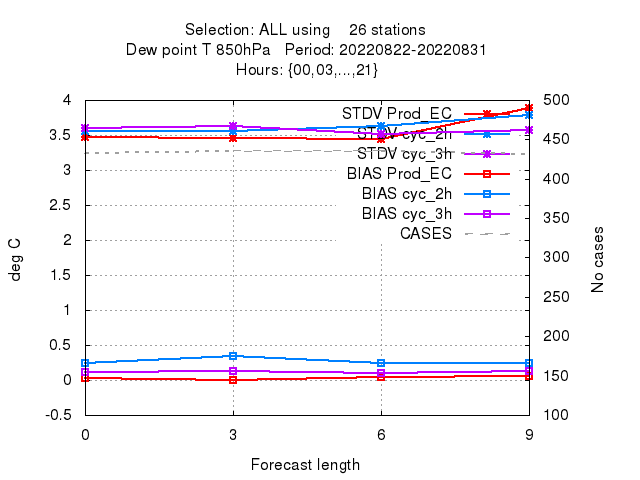 Selection: ALL using    26 stations
Dew point T 850hPa   Period: 20220822-20220831
Hours: {00,03,...,21}
4
3.5
3
2.5
2
1.5
1
0.5
0
-0.5
deg C
STDV Prod_EC
STDV cyc_2h
STDV cyc_3h
BIAS Prod_EC
BIAS cyc_2h
BIAS cyc_3h
CASES
500
450
400
350
300
250
200
150
100
No cases
0 3 6 9
Forecast length